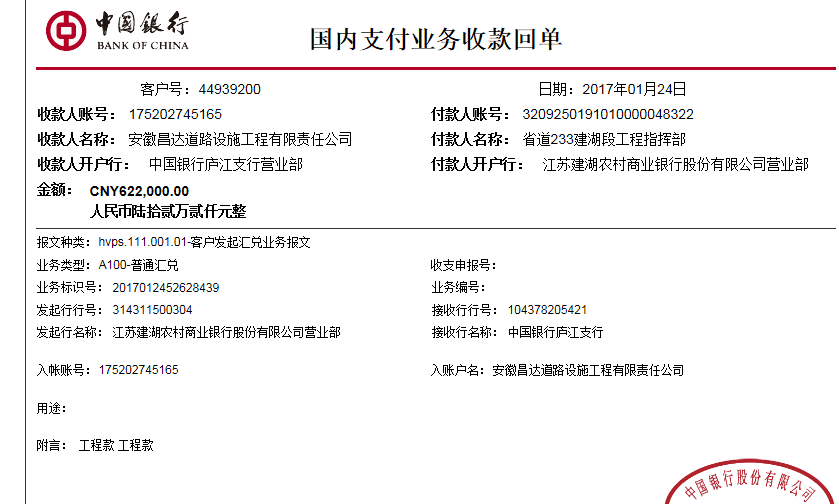 中国银行
BANK OF CHINA
国内支付业务收款回单
客户号：44939200 日期：2017年01月24日
收款人账号：175202745165 付款人账号：3209250191010000048322
收款人名称：安徽昌达道路设施工程有限责任公司 付款人名称：省道233建湖段工程指挥部
收款人开户行：中国银行庐江支行营业部 付款人开户行：江苏建湖农村商业银行股份有限公司营业部
金额：CNY622,000.00
人民币陆拾贰万贰仟元整
报文种类：hvps.111.001.01-客户发起汇兑业务报文
业务类型：A100-普通汇兑 收支申报号：
业务标识号：2017012452628439 业务编号：
发起行行号：314311500304 接收行行号：104378205421
发起行名称：江苏建湖农村商业银行股份有限公司营业部 接收行名称：中国银行庐江支行
入帐账号：175202745165 入账户名：安徽昌达道路设施工程有限责任公司
用途：
附言：工程款 工程款
中国银行股份有限公司